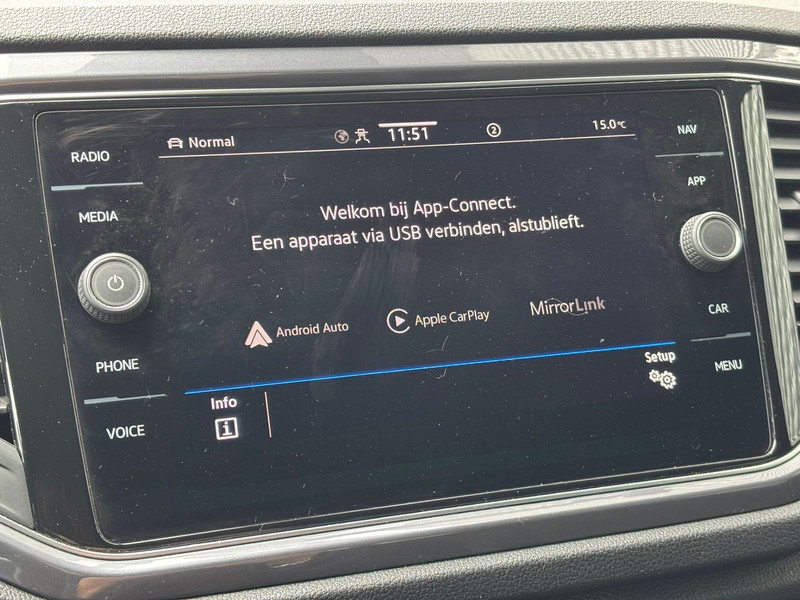 RADIO
MEDIA
PHONE
VOICE
Normal
11:51
2
15.0°C
Welkom bij App-Connect.
Een apparaat via USB verbinden, alstublieft.
Android Auto
Apple CarPlay
MirrorLink
Info
i
Setup
NAV
APP
CAR
MENU